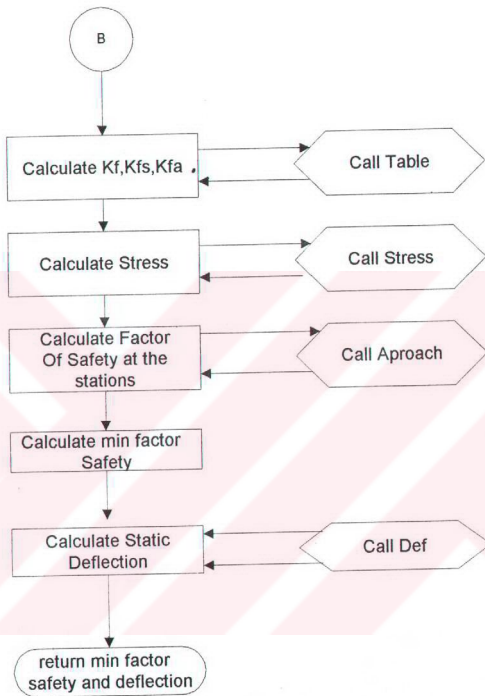 B
Calculate Kf,Kfs,Kfa .
Call Table
Calculate Stress
Call Stress
Calculate Factor
Of Safety at the
stations
Call Aproach
Calculate min factor
Safety
Calculate Static
Deflection
Call Def
return min factor
safety and deflection